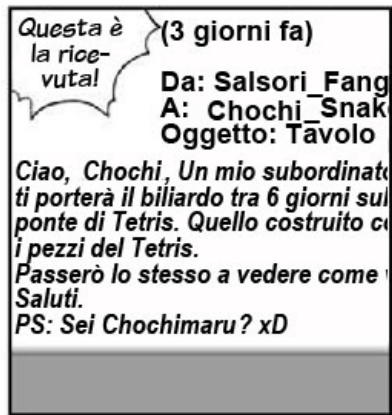 Questa è
la rice-
vuta!
(3 giorni fa)
Da: Salsori_Fang
A: Chochi_Snak
Oggetto: Tavolo
Ciao, Chochi, Un mio subordinato
ti porterà il biliardo tra 6 giorni sul
ponte di Tetris. Quello costruito
i pezzi del Tetris.
Passerò lo stesso a vedere come
Saluti.
PS: Sei Chochimaru? xD